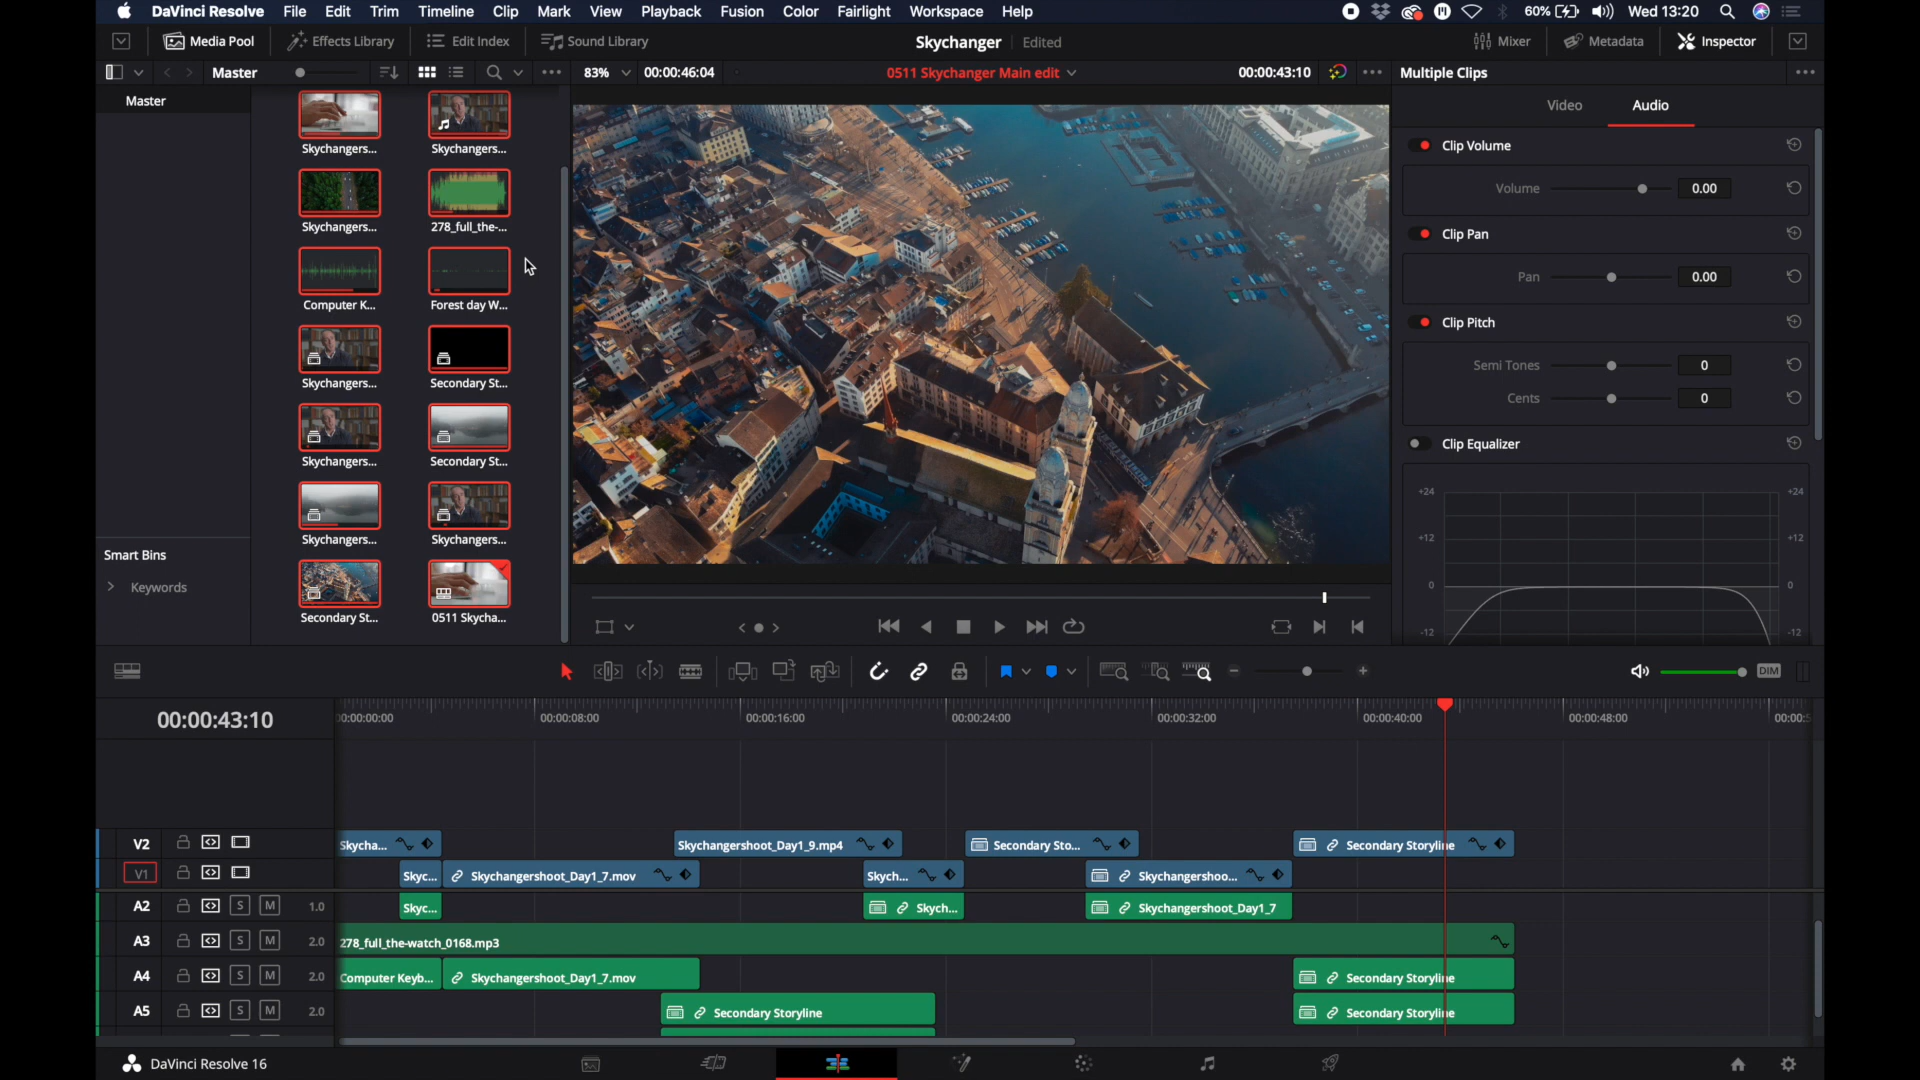 DaVinci Resolve File Edit Trim Timeline Clip Mark View Playback Fusion Color Fairlight Workspace Help 60% Wed 13:20
Media Pool Effects Library Edit Index Sound Library Skychanger Edited Mixer Metadata Inspector
Master 83% 00:00:46:04 0511 Skychanger Main edit 00:00:43:10 Multiple Clips
Master
Video Audio
Skychangers... Skychangers...
Clip Volume
Volume 0.00
Skychangers... 278_full_the-...
Clip Pan
Pan 0.00
Computer K... Forest day W...
Clip Pitch
Semi Tones 0
Skychangers... Secondary St...
Cents 0
Clip Equalizer
Skychangers... Secondary St...
+24 +24
Skychangers... Skychangers...
+12 +12
Smart Bins
Keywords
0 0
Secondary St... 0511 Skycha...
-12 -12
DIM
00:00:43:10
00:00:00:00 00:00:08:00 00:00:16:00 00:00:24:00 00:00:32:00 00:00:40:00 00:00:48:00 00:00:5
V2 Skycha... Skychangershoot_Day1_9.mp4 Secondary Sto... Secondary Storyline
V1 Skyc... Skychangershoot_Day1_7.mov Skych... Skychangershoo...
A2 S M 1.0 Skyc... Skych... Skychangershoot_Day1_7
A3 S M 2.0 278_full_the-watch_0168.mp3
A4 S M 2.0 Computer Keyb... Skychangershoot_Day1_7.mov Secondary Storyline
A5 S M 2.0 Secondary Storyline Secondary Storyline
DaVinci Resolve 16